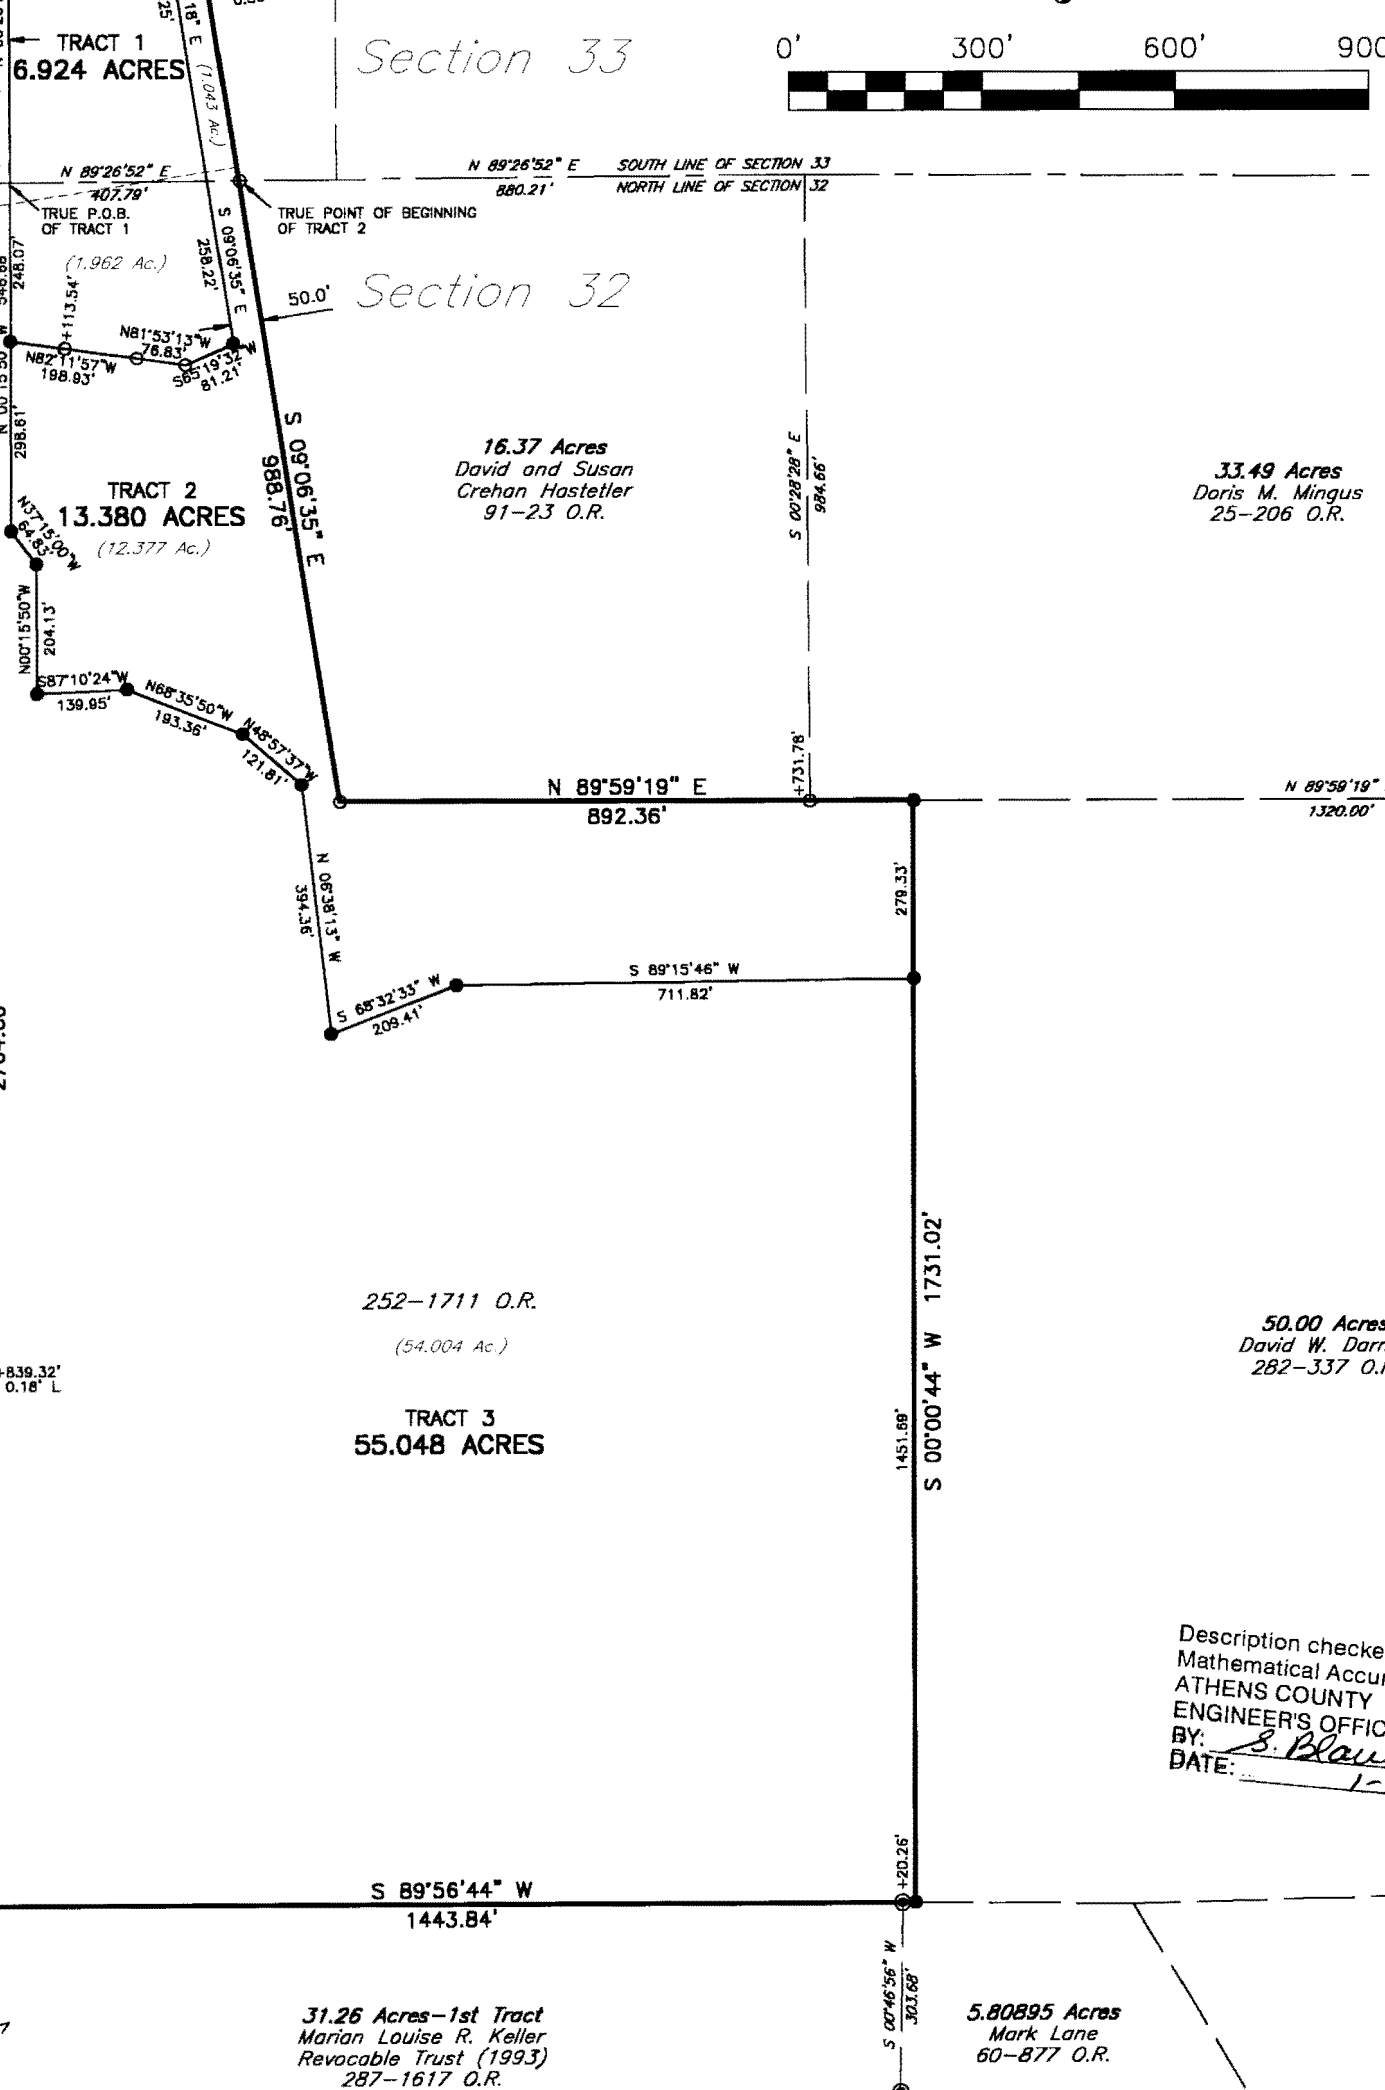 TRACT 1
6.924 ACRES
18" E
25'
(1.043 Ac.)
Section 33
0' 300' 600' 900
N 89°26'52" E
407.79'
N 89°26'52" E
880.21'
SOUTH LINE OF SECTION 33
NORTH LINE OF SECTION 32
TRUE P.O.B.
OF TRACT 1
TRUE POINT OF BEGINNING
OF TRACT 2
(1.962 Ac.)
248.07'
+113.54'
S 09°06'35" E
258.22'
50.0'
Section 32
N81°53'13"W
76.83'
N82°11'57"W
198.93'
S65°19'32"W
81.21'
298.61'
S 09°06'35" E
988.76'
16.37 Acres
David and Susan
Crehan Hostetler
91-23 O.R.
S 00°28'28" E
984.66'
33.49 Acres
Doris M. Mingus
25-206 O.R.
TRACT 2
13.380 ACRES
(12.377 Ac.)
N37°15'00"W
64.83'
N00°15'50"W
204.13'
S87°10'24"W
139.95'
N68°35'50"W
193.36'
N48°57'37"W
121.81'
+731.78'
N 89°59'19" E
892.36'
N 89°59'19"
1320.00'
N 06°38'13" W
394.36'
279.33'
S 68°32'33" W
209.41'
S 89°15'46" W
711.82'
S 00°00'44" W 1731.02'
1451.69'
252-1711 O.R.
(54.004 Ac.)
TRACT 3
55.048 ACRES
+839.32'
0.18' L
50.00 Acres
David W. Darr
282-337 O.R
Description checke
Mathematical Accur
ATHENS COUNTY
ENGINEER'S OFFIC
BY: S. Blau
DATE: 1-
+20.26'
S 89°56'44" W
1443.84'
S 00°46'56" W
303.68'
31.26 Acres-1st Tract
Marian Louise R. Keller
Revocable Trust (1993)
287-1617 O.R.
5.80895 Acres
Mark Lane
60-877 O.R.